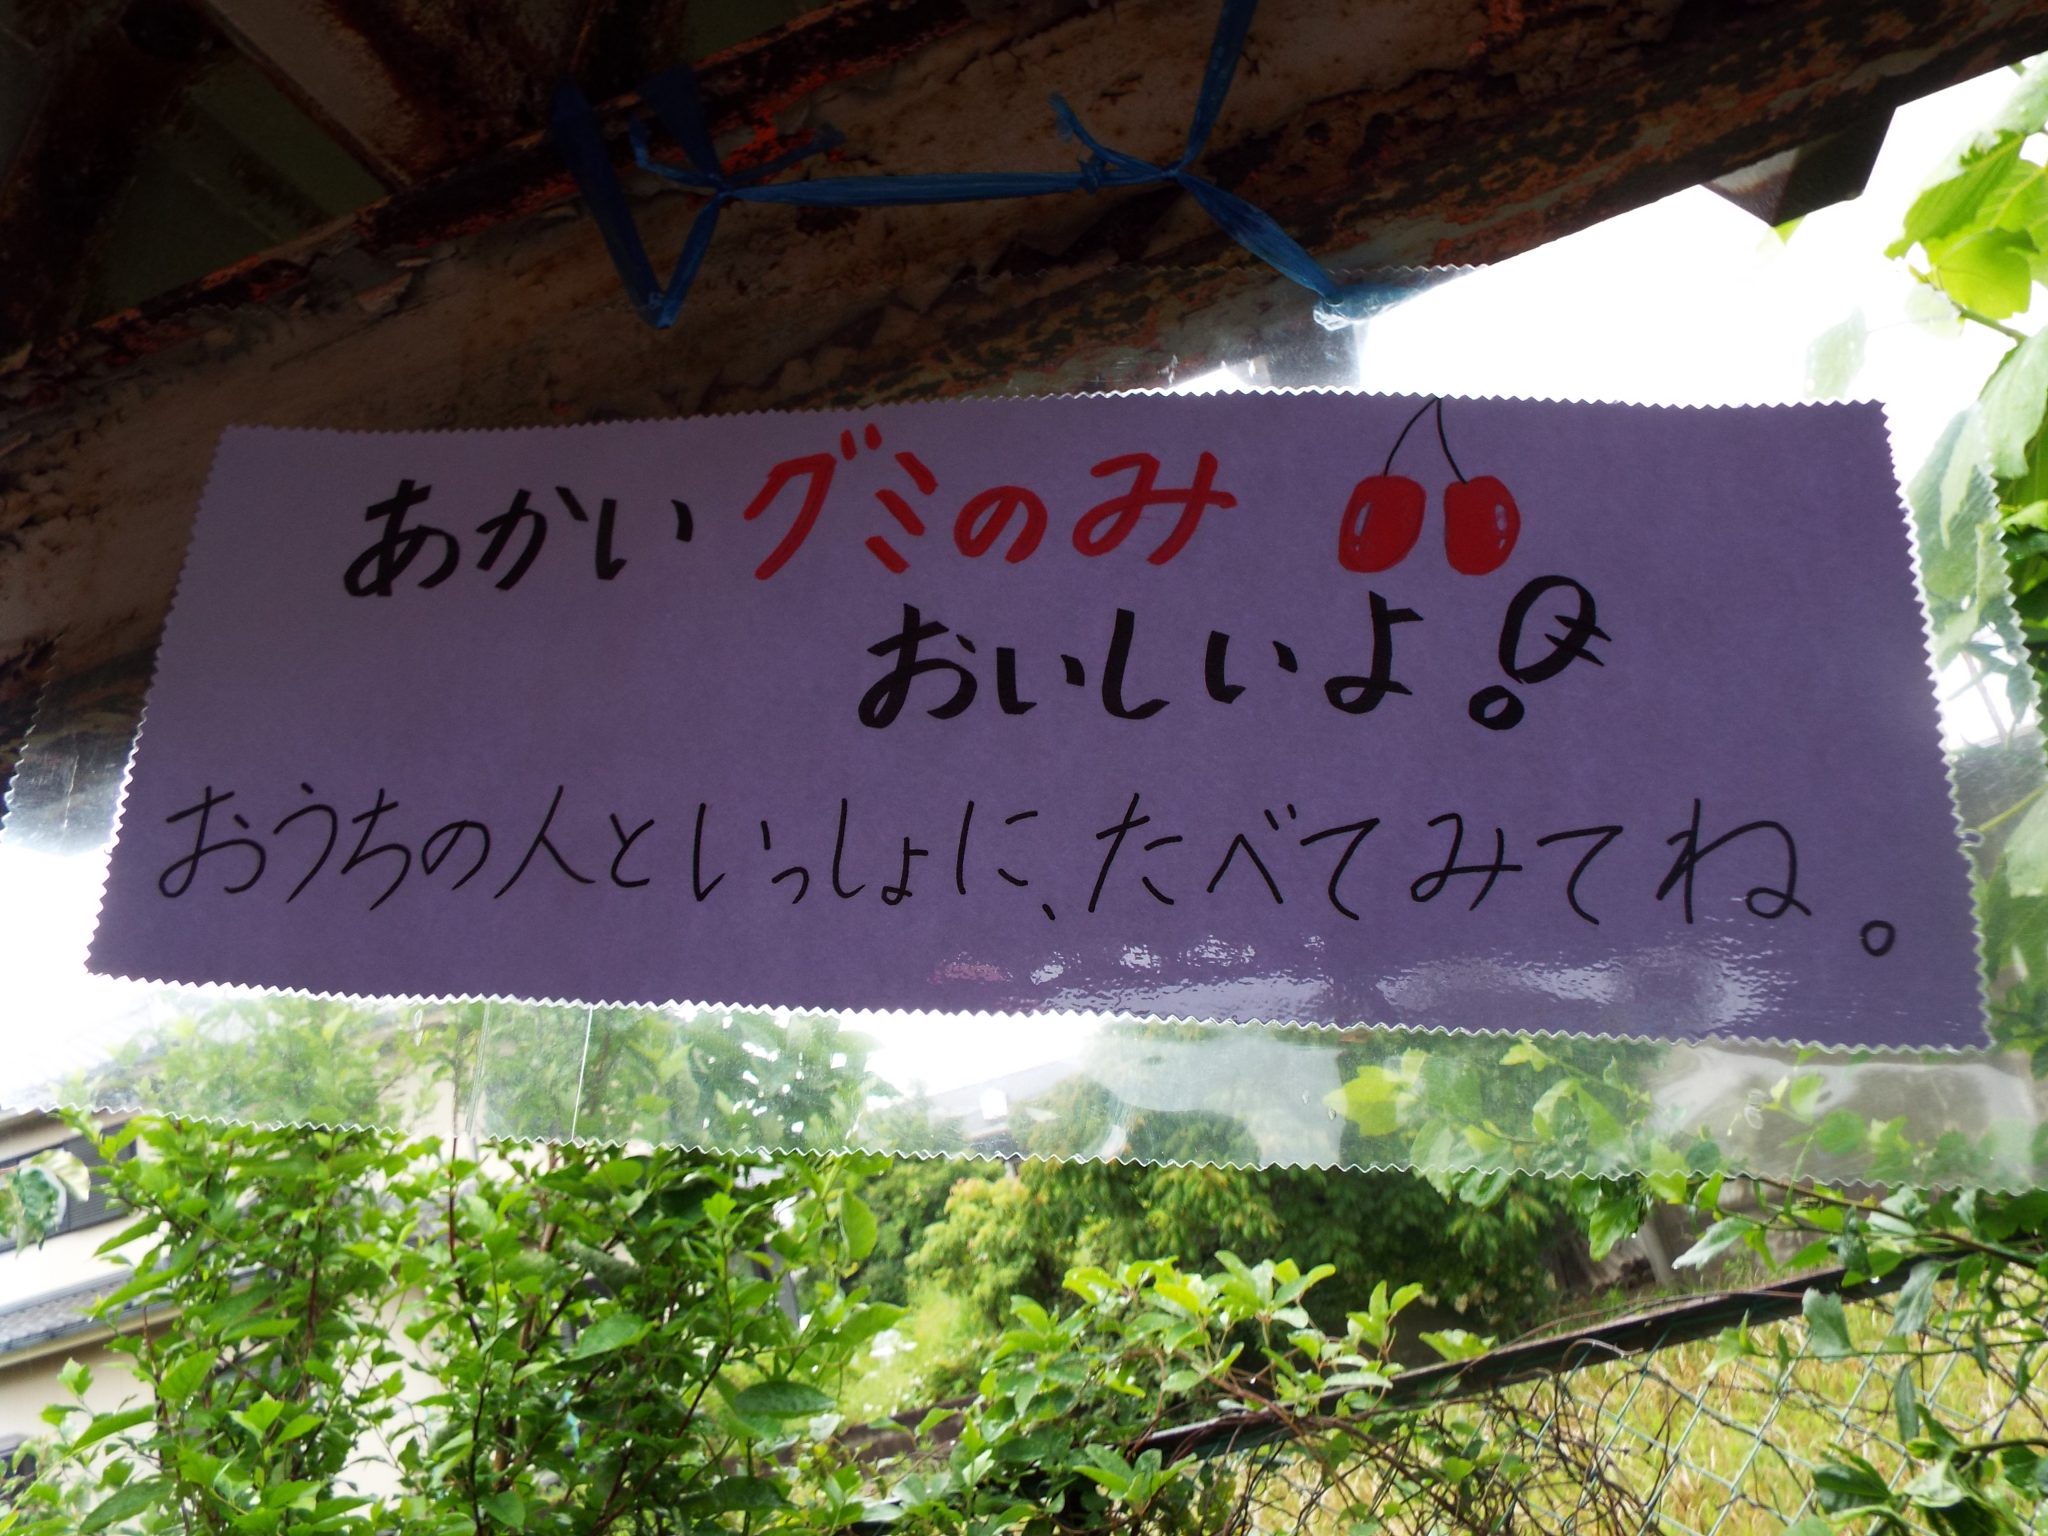 あかいグミのみ
おいしいよ!
おうちの人といっしょに、たべてみてね。